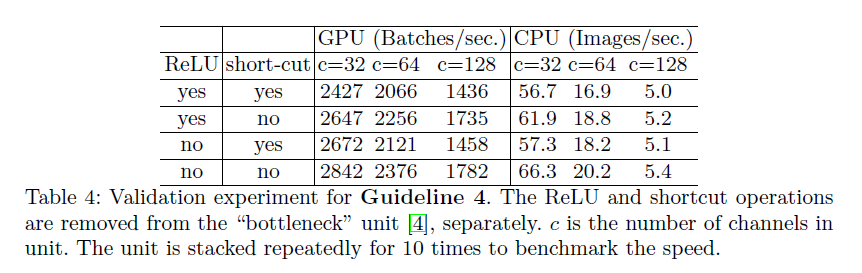 GPU (Batches/sec.) CPU (Images/sec.)
ReLU short-cut c=32 c=64 c=128 c=32 c=64 c=128
yes yes 2427 2066 1436 56.7 16.9 5.0
yes no 2647 2256 1735 61.9 18.8 5.2
no yes 2672 2121 1458 57.3 18.2 5.1
no no 2842 2376 1782 66.3 20.2 5.4
Table 4: Validation experiment for Guideline 4. The ReLU and shortcut operations
are removed from the “bottleneck” unit [4], separately. c is the number of channels in
unit. The unit is stacked repeatedly for 10 times to benchmark the speed.